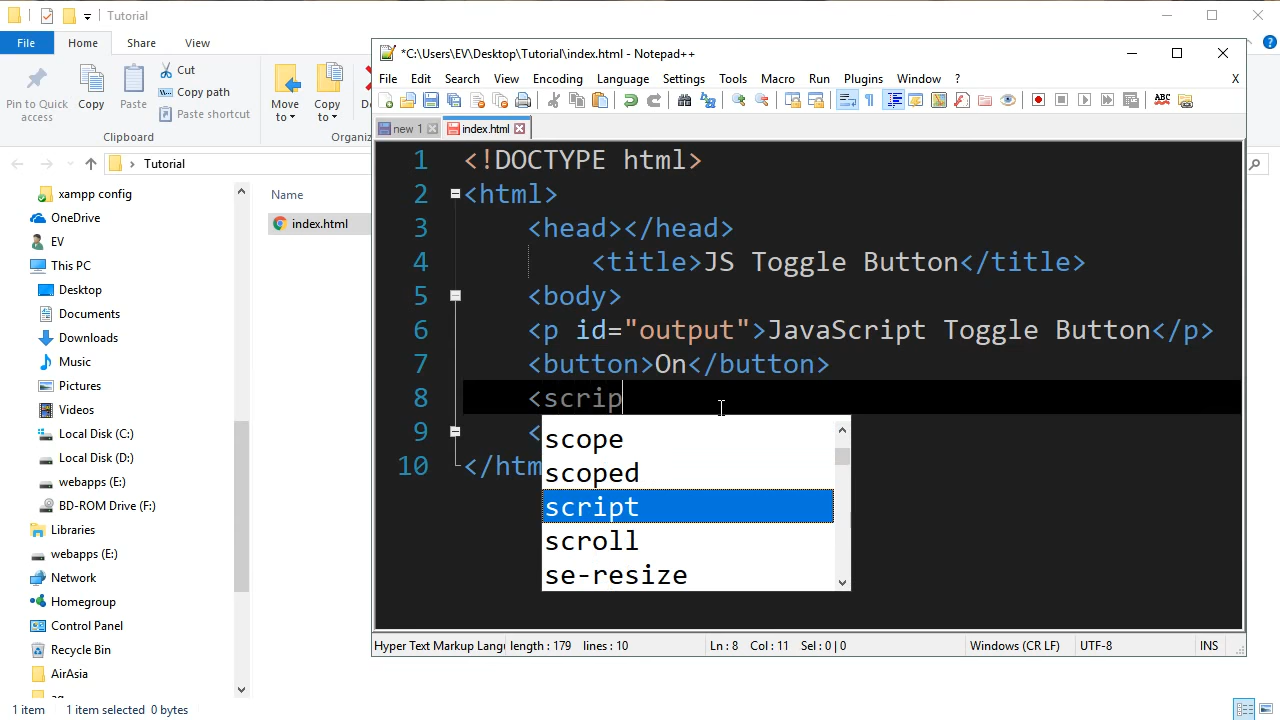 Tutorial
File Home Share View
Pin to Quick access
Copy
Paste
Cut
Copy path
Paste shortcut
Clipboard
Move to
Copy to
Organiz
Tutorial
xampp config
OneDrive
EV
This PC
Desktop
Documents
Downloads
Music
Pictures
Videos
Local Disk (C:)
Local Disk (D:)
webapps (E:)
BD-ROM Drive (F:)
Libraries
webapps (E:)
Network
Homegroup
Control Panel
Recycle Bin
AirAsia
Name
index.html
1 item 1 item selected 0 bytes
*C:\Users\EV\Desktop\Tutorial\index.html - Notepad++
File Edit Search View Encoding Language Settings Tools Macro Run Plugins Window ? X
new 1 index.html
1 <!DOCTYPE html>
2 <html>
3 <head></head>
4 <title>JS Toggle Button</title>
5 <body>
6 <p id="output">JavaScript Toggle Button</p>
7 <button>On</button>
8 <scrip
9 <
10 </htm
scope
scoped
script
scroll
se-resize
Hyper Text Markup Lang length : 179 lines : 10 Ln : 8 Col : 11 Sel : 0 | 0 Windows (CR LF) UTF-8 INS